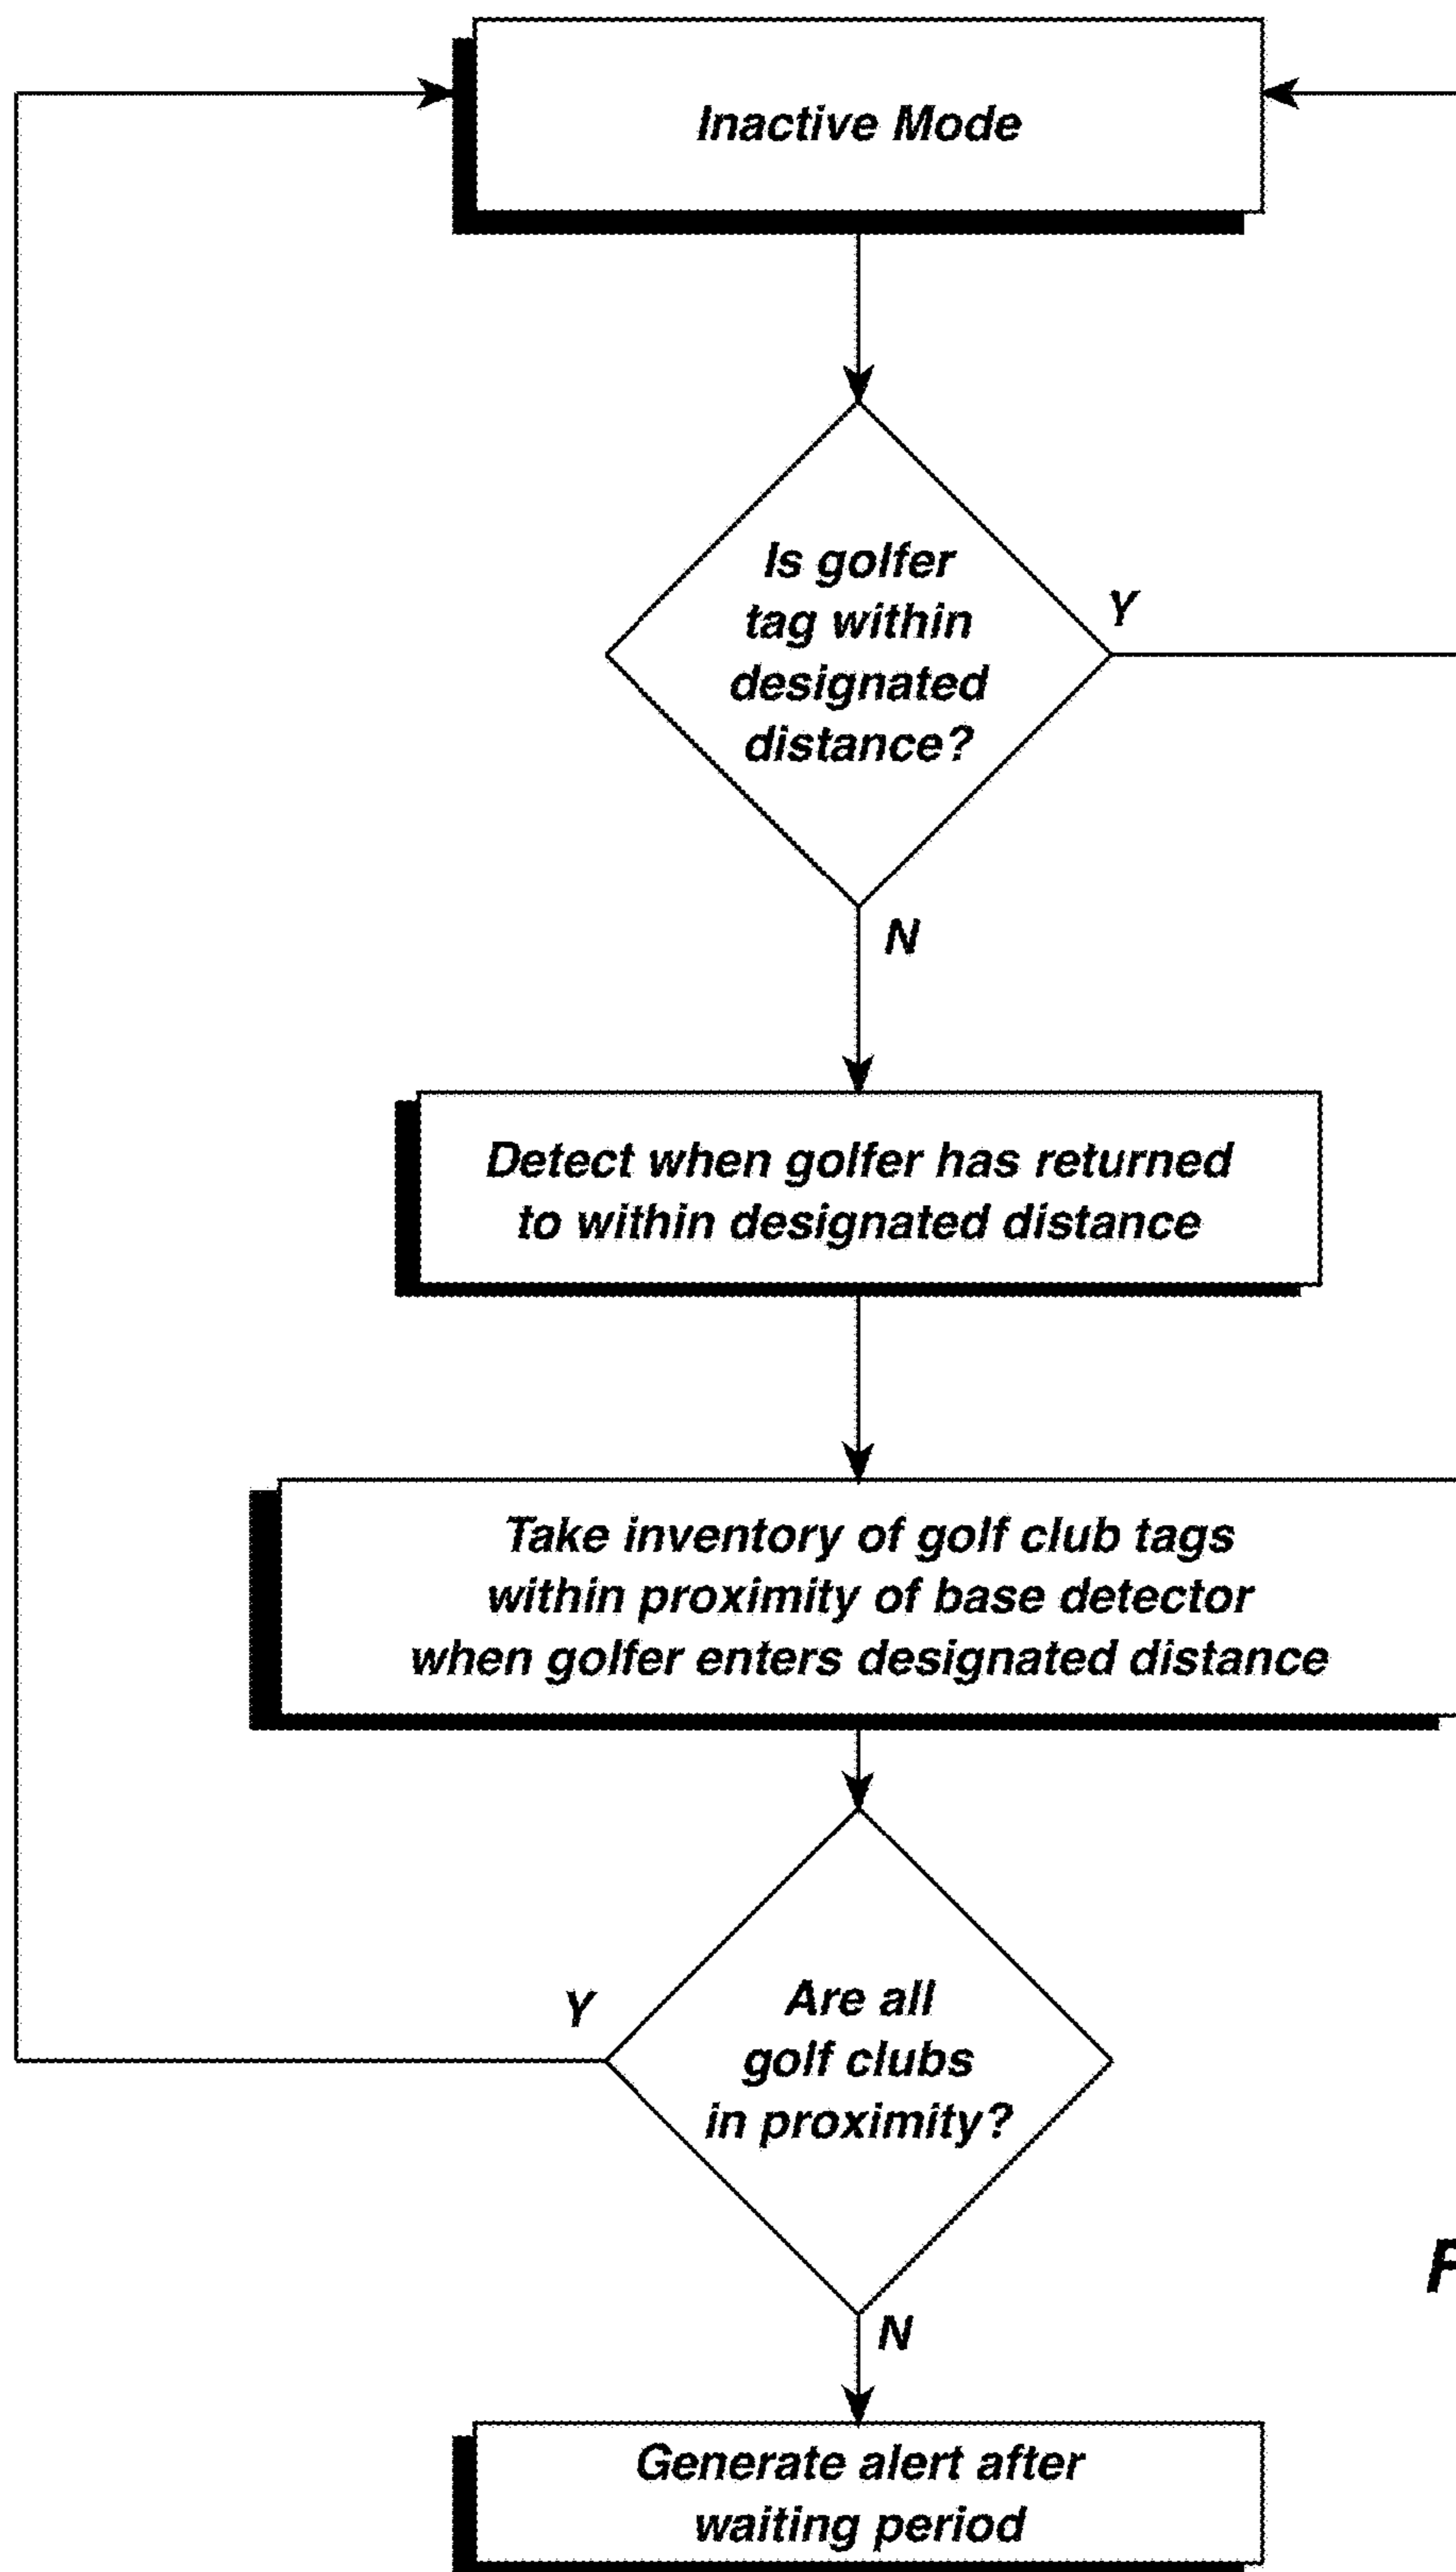 Inactive Mode
Is golfer
tag within
designated
distance?
Y
N
Detect when golfer has returned
to within designated distance
Take inventory of golf club tags
within proximity of base detector
when golfer enters designated distance
Are all
golf clubs
in proximity?
Y
N
Generate alert after
waiting period